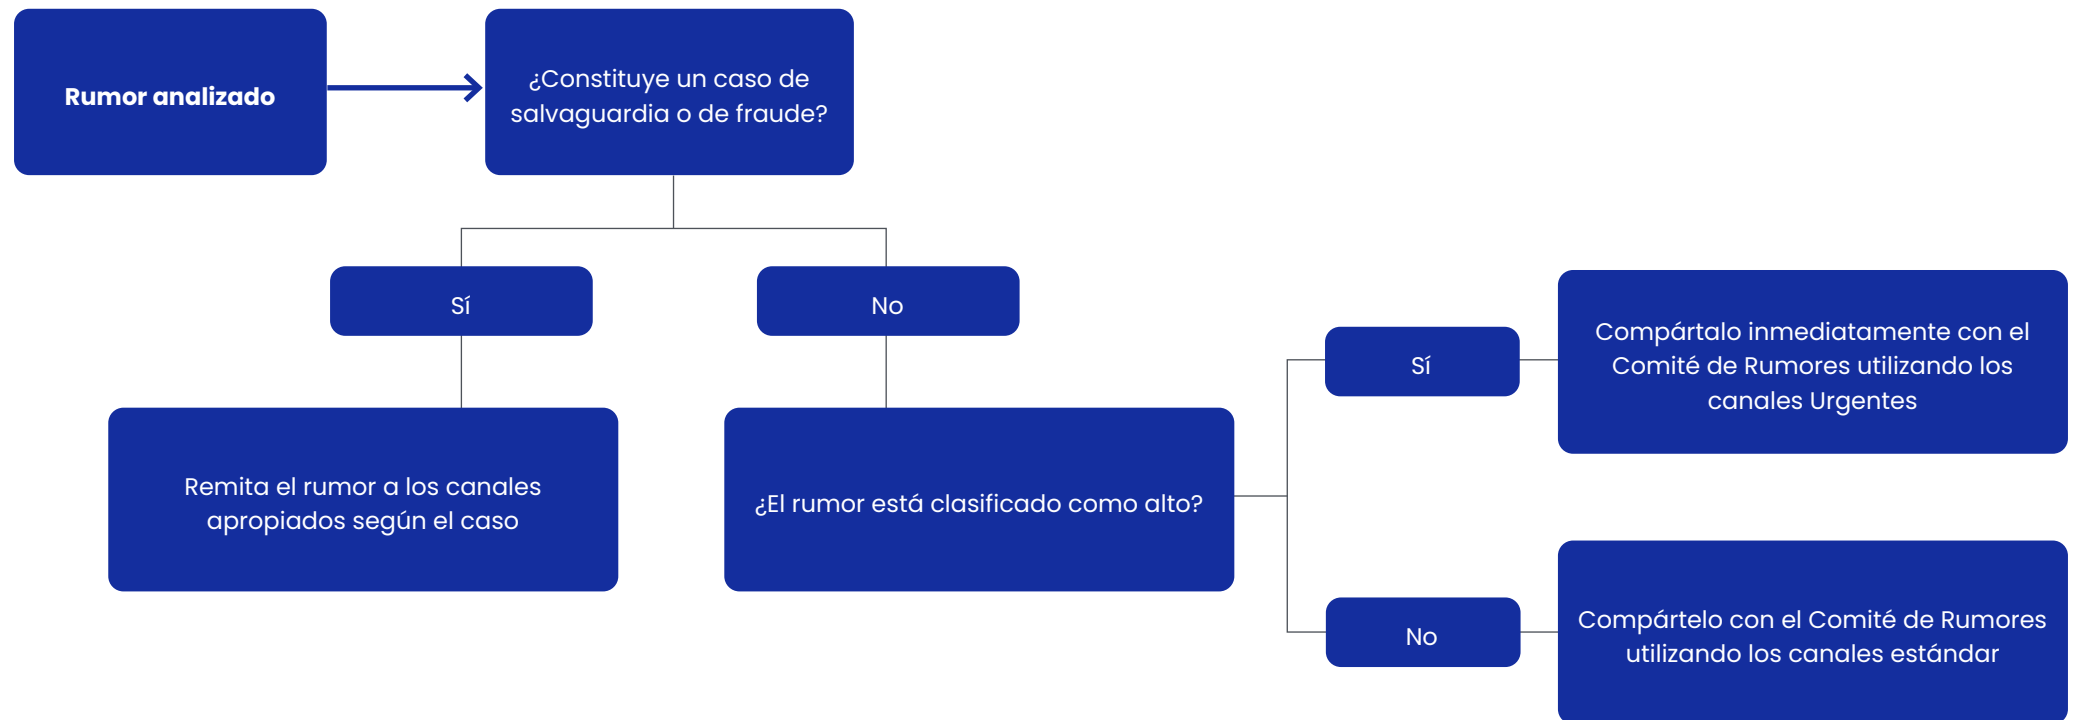 Rumor analizado
¿Constituye un caso de
salvaguardia o de fraude?
Sí
No
Remita el rumor a los canales
apropiados según el caso
¿El rumor está clasificado como alto?
Sí
Compártalo inmediatamente con el
Comité de Rumores utilizando los
canales Urgentes
No
Compártelo con el Comité de Rumores
utilizando los canales estándar